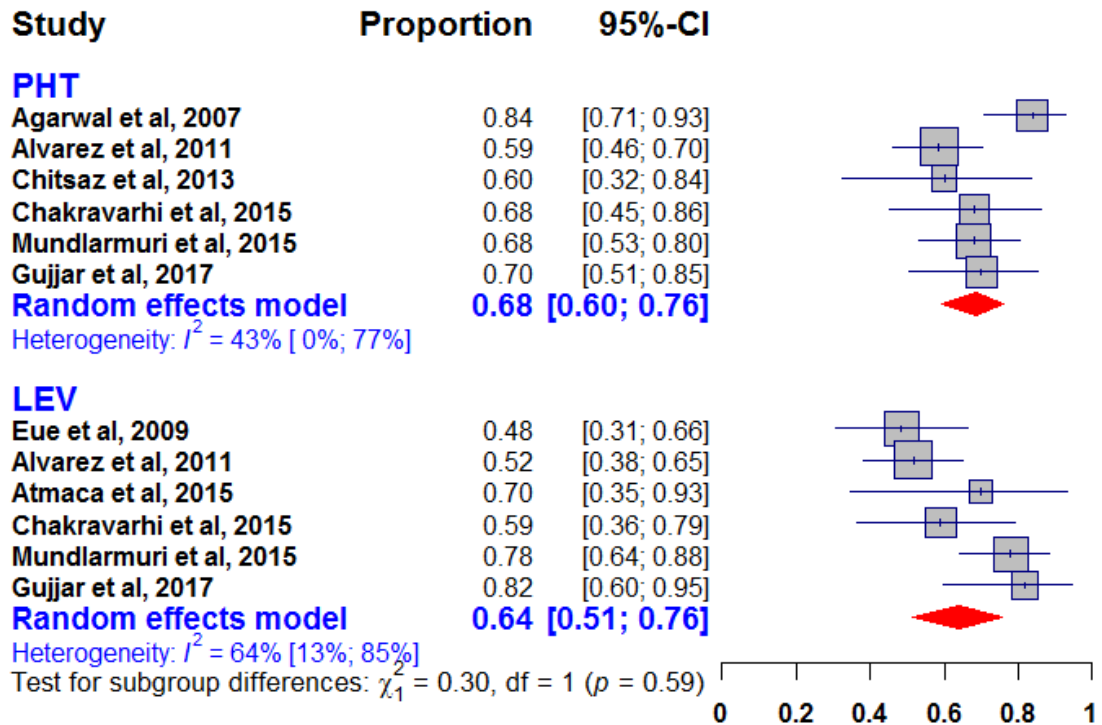 Study Proportion 95%-CI
PHT
Agarwal et al, 2007 0.84 [0.71; 0.93]
Alvarez et al, 2011 0.59 [0.46; 0.70]
Chitsaz et al, 2013 0.60 [0.32; 0.84]
Chakravarhi et al, 2015 0.68 [0.45; 0.86]
Mundlarmuri et al, 2015 0.68 [0.53; 0.80]
Gujjar et al, 2017 0.70 [0.51; 0.85]
Random effects model 0.68 [0.60; 0.76]
Heterogeneity: I² = 43% [ 0%; 77%]
LEV
Eue et al, 2009 0.48 [0.31; 0.66]
Alvarez et al, 2011 0.52 [0.38; 0.65]
Atmaca et al, 2015 0.70 [0.35; 0.93]
Chakravarhi et al, 2015 0.59 [0.36; 0.79]
Mundlarmuri et al, 2015 0.78 [0.64; 0.88]
Gujjar et al, 2017 0.82 [0.60; 0.95]
Random effects model 0.64 [0.51; 0.76]
Heterogeneity: I² = 64% [13%; 85%]
Test for subgroup differences: χ²₁ = 0.30, df = 1 (p = 0.59)
0 0.2 0.4 0.6 0.8 1